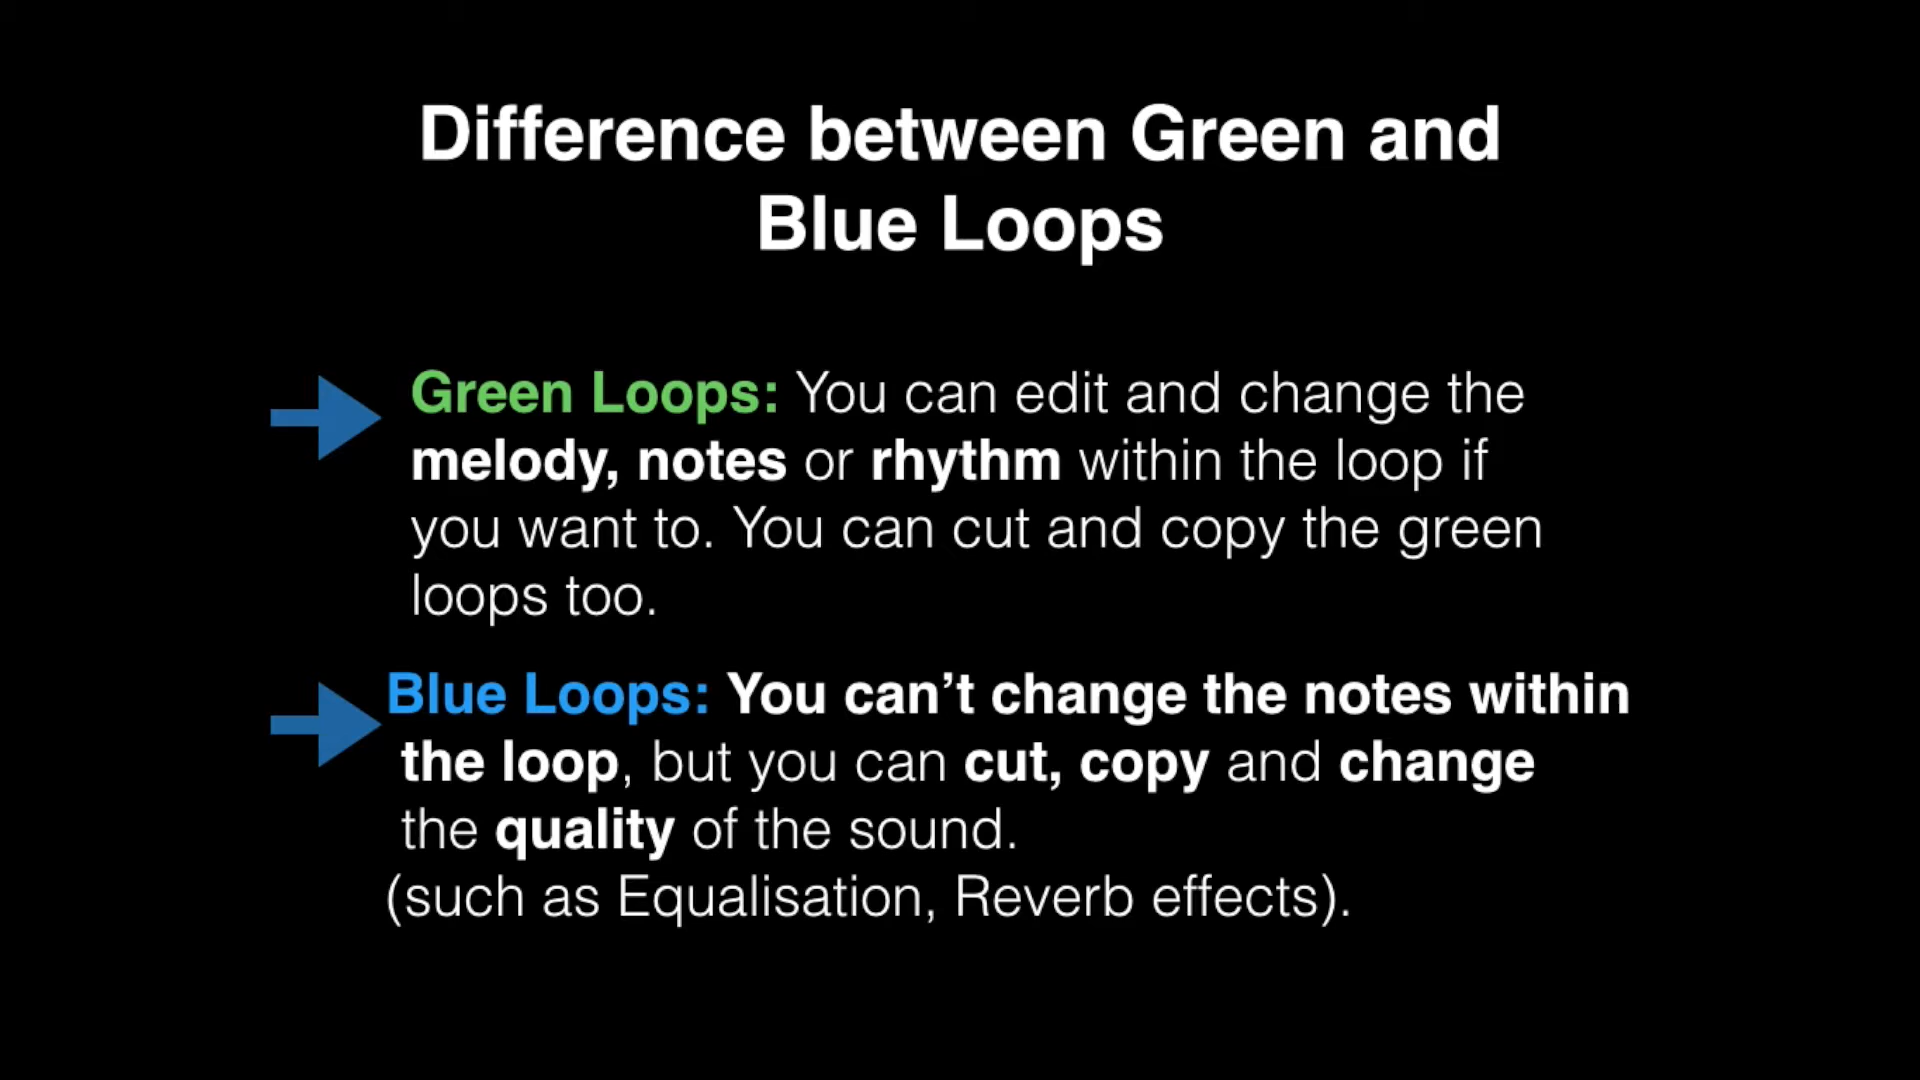 Difference between Green and
Blue Loops
Green Loops: You can edit and change the
melody, notes or rhythm within the loop if
you want to. You can cut and copy the green
loops too.
Blue Loops: You can’t change the notes within
the loop, but you can cut, copy and change
the quality of the sound.
(such as Equalisation, Reverb effects).